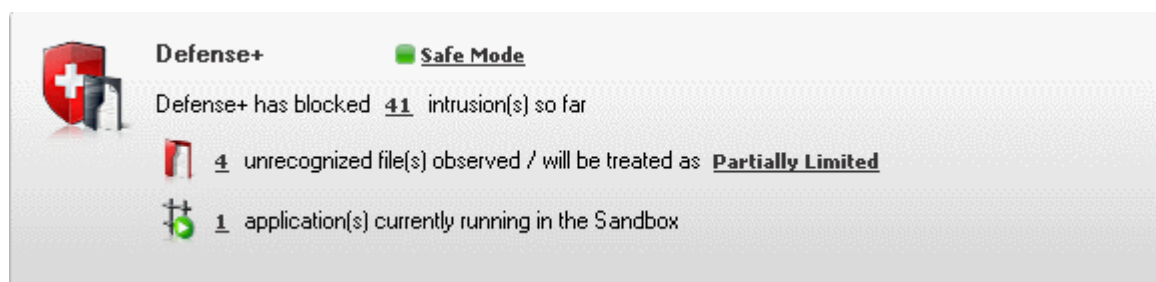 Defense+ Safe Mode
Defense+ has blocked 41 intrusion(s) so far
4 unrecognized file(s) observed / will be treated as Partially Limited
1 application(s) currently running in the Sandbox